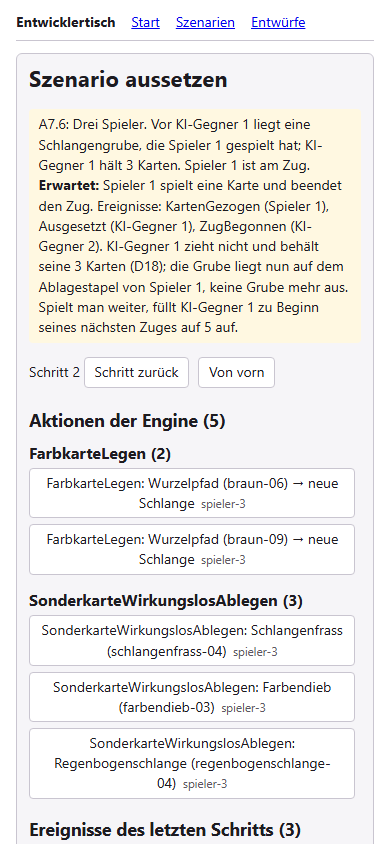 Entwicklertisch Start Szenarien Entwürfe
Szenario aussetzen
A7.6: Drei Spieler. Vor KI-Gegner 1 liegt eine
Schlangengrube, die Spieler 1 gespielt hat; KI-
Gegner 1 hält 3 Karten. Spieler 1 ist am Zug.
Erwartet: Spieler 1 spielt eine Karte und beendet
den Zug. Ereignisse: KartenGezogen (Spieler 1),
Ausgesetzt (KI-Gegner 1), ZugBegonnen (KI-
Gegner 2). KI-Gegner 1 zieht nicht und behält
seine 3 Karten (D18); die Grube liegt nun auf dem
Ablagestapel von Spieler 1, keine Grube mehr aus.
Spielt man weiter, füllt KI-Gegner 1 zu Beginn
seines nächsten Zuges auf 5 auf.
Schritt 2 Schritt zurück Von vorn
Aktionen der Engine (5)
FarbkarteLegen (2)
FarbkarteLegen: Wurzelpfad (braun-06) → neue
Schlange spieler-3
FarbkarteLegen: Wurzelpfad (braun-09) → neue
Schlange spieler-3
SonderkarteWirkungslosAblegen (3)
SonderkarteWirkungslosAblegen: Schlangenfrass
(schlangenfrass-04) spieler-3
SonderkarteWirkungslosAblegen: Farbendieb
(farbendieb-03) spieler-3
SonderkarteWirkungslosAblegen:
Regenbogenschlange (regenbogenschlange-
04) spieler-3
Ereignisse des letzten Schritts (3)